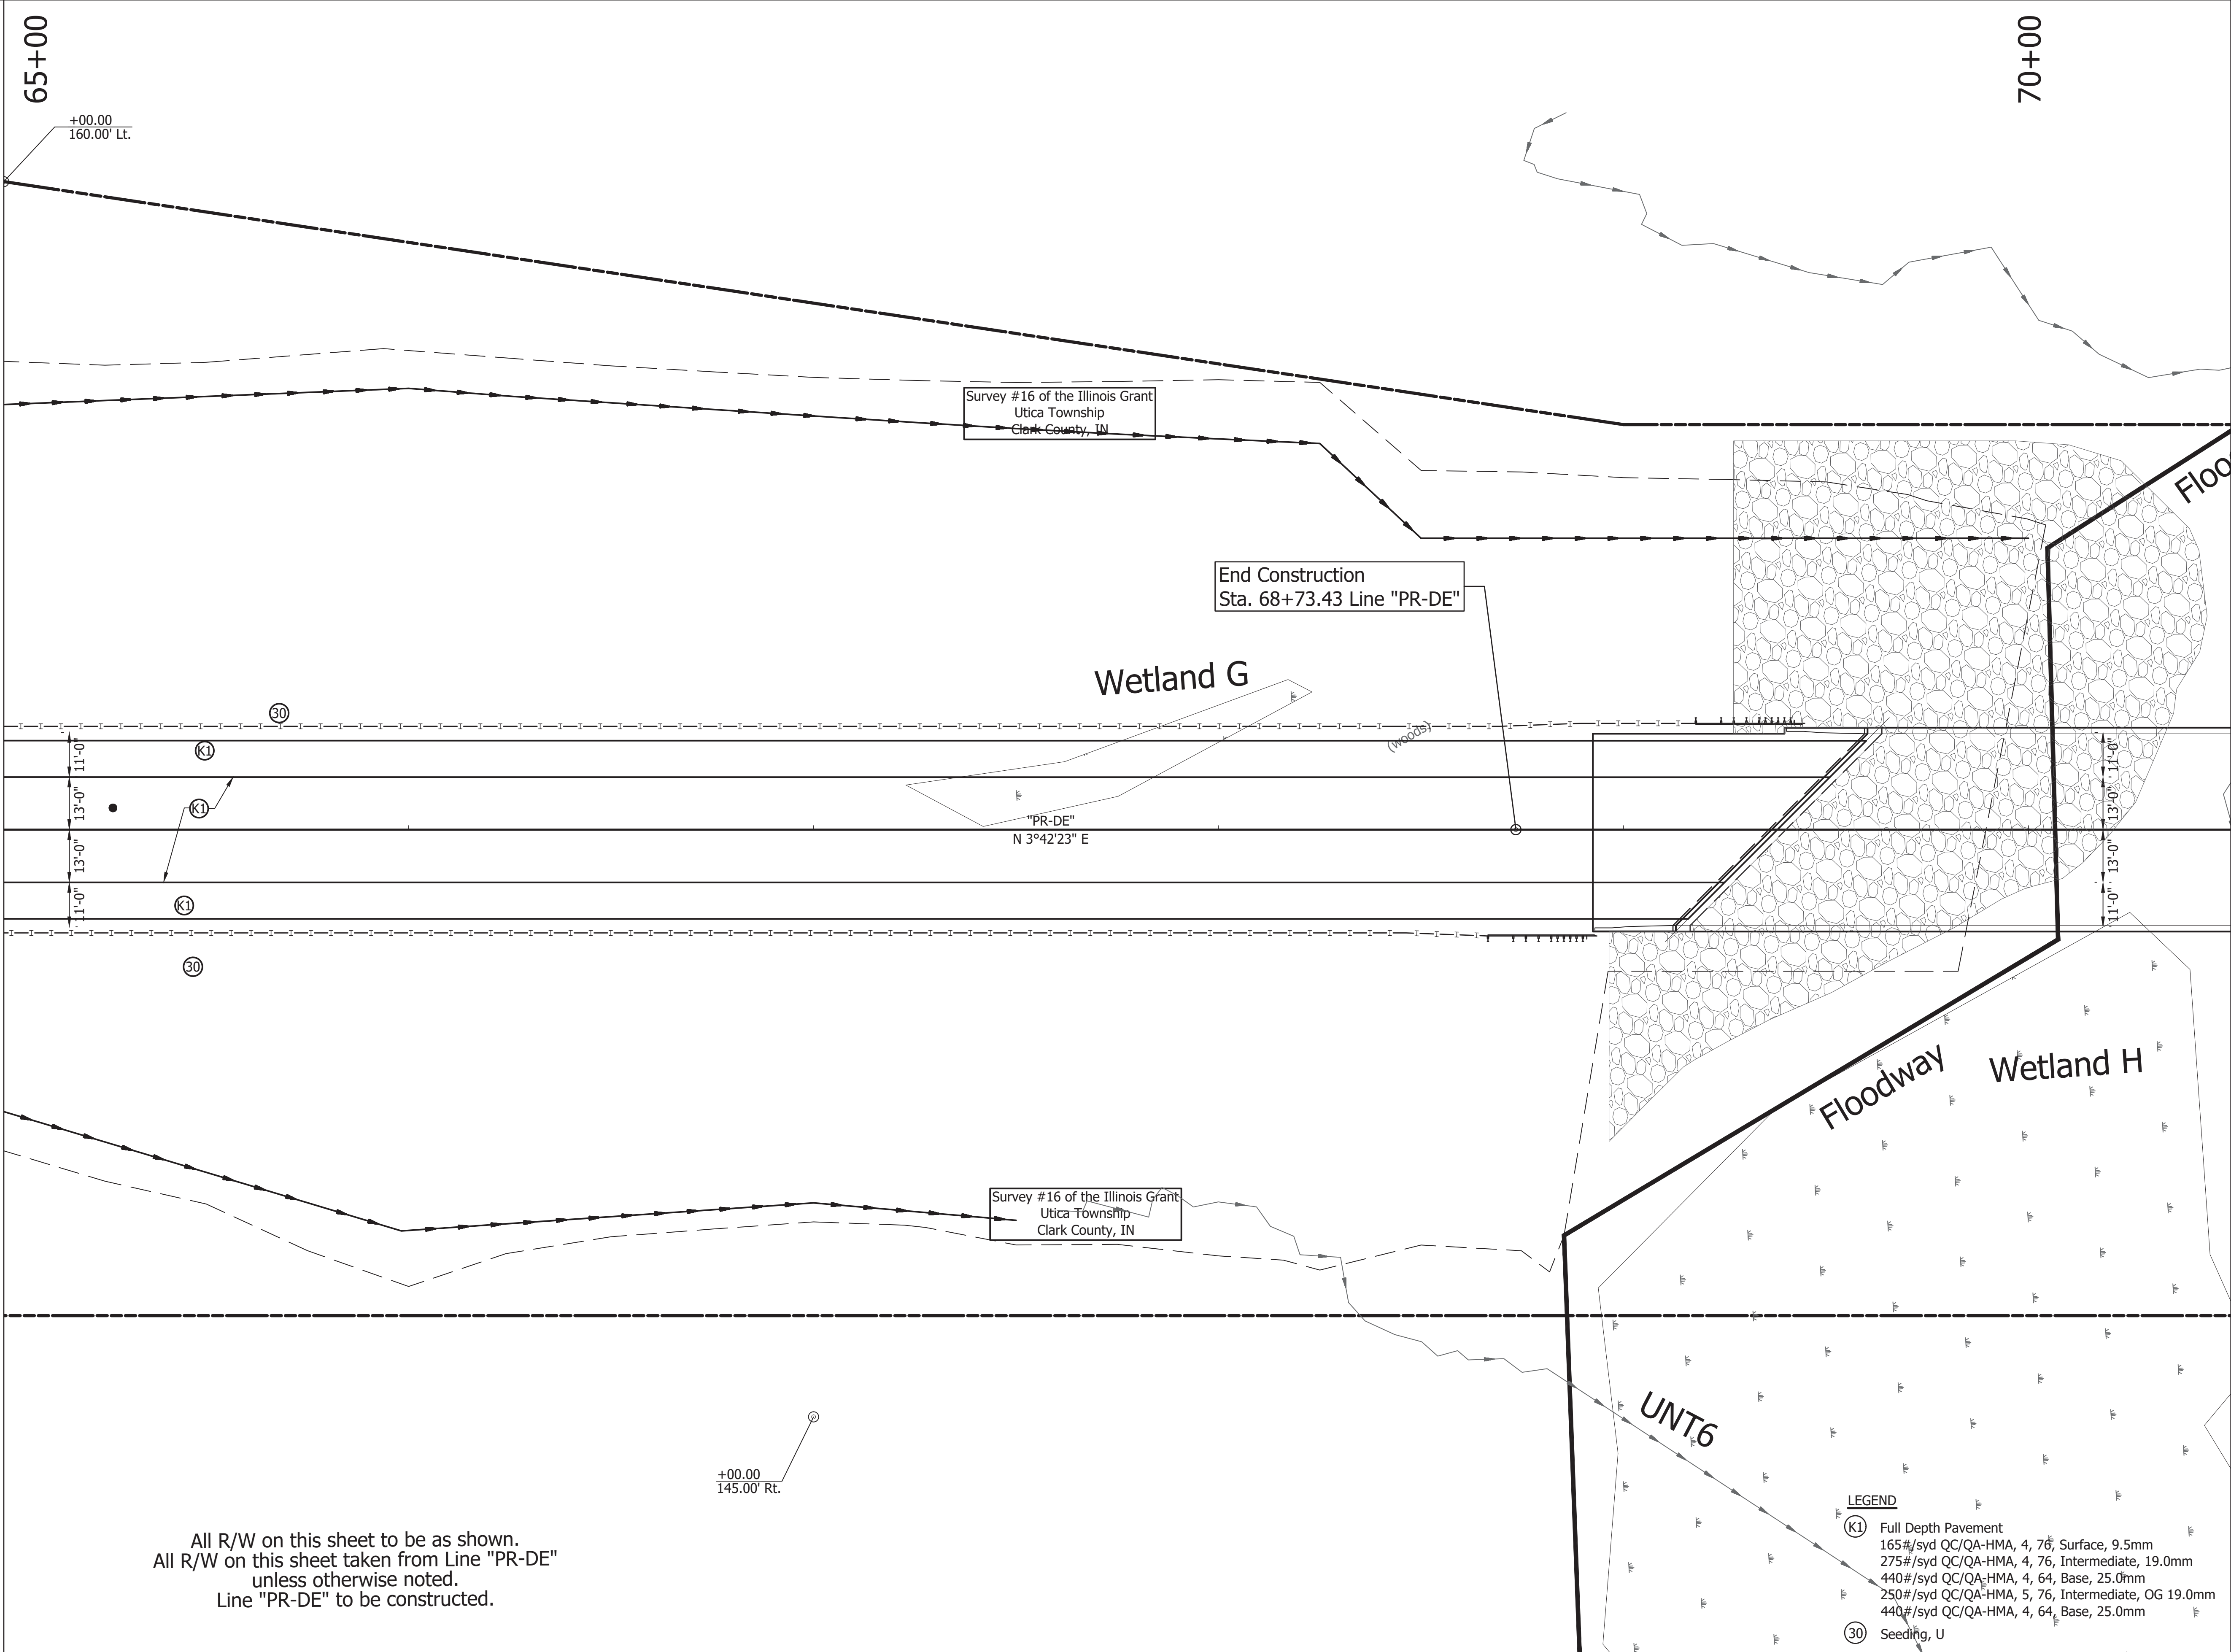 65+00
70+00
+00.00
160.00' Lt.
Survey #16 of the Illinois Grant
Utica Township
Clark County, IN
End Construction
Sta. 68+73.43 Line "PR-DE"
Wetland G
(woods)
30
K1
11'-0"
13'-0"
K1
13'-0"
11'-0"
K1
30
"PR-DE"
N 3°42'23" E
11'-0"
13'-0"
13'-0"
11'-0"
Floodway
Wetland H
Survey #16 of the Illinois Grant
Utica Township
Clark County, IN
UNT6
+00.00
145.00' Rt.
All R/W on this sheet to be as shown.
All R/W on this sheet taken from Line "PR-DE"
unless otherwise noted.
Line "PR-DE" to be constructed.
LEGEND
K1 Full Depth Pavement
165#/syd QC/QA-HMA, 4, 76, Surface, 9.5mm
275#/syd QC/QA-HMA, 4, 76, Intermediate, 19.0mm
440#/syd QC/QA-HMA, 4, 64, Base, 25.0mm
250#/syd QC/QA-HMA, 5, 76, Intermediate, OG 19.0mm
440#/syd QC/QA-HMA, 4, 64, Base, 25.0mm
30 Seeding, U